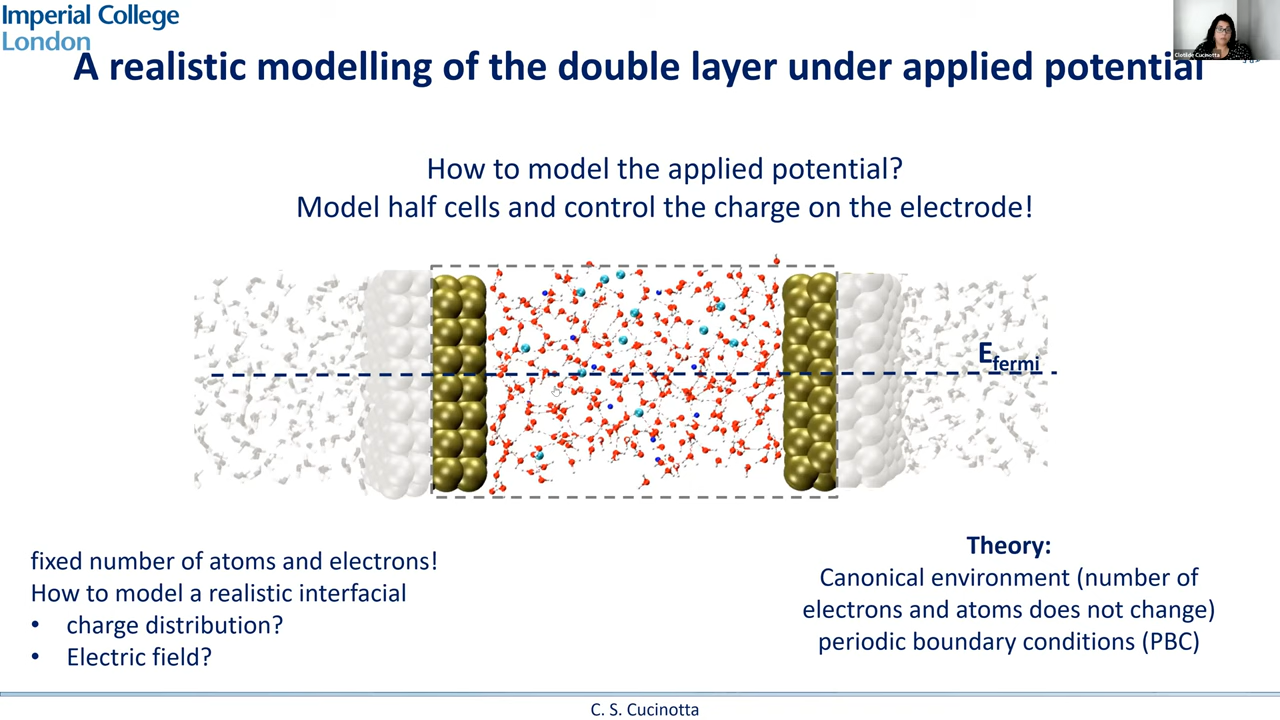 Imperial College
London
Clotilde Cucinotta
A realistic modelling of the double layer under applied potential
How to model the applied potential?
Model half cells and control the charge on the electrode!
E_fermi
fixed number of atoms and electrons!
How to model a realistic interfacial
• charge distribution?
• Electric field?
Theory:
Canonical environment (number of
electrons and atoms does not change)
periodic boundary conditions (PBC)
C. S. Cucinotta